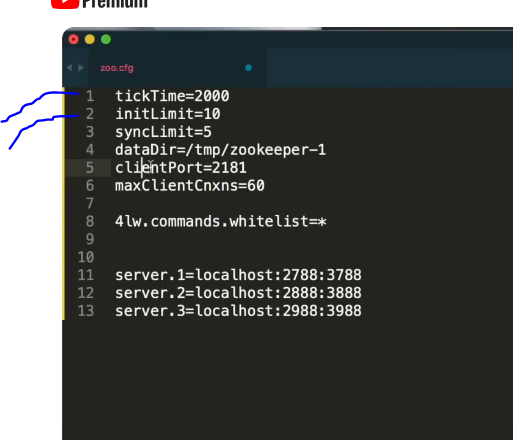 Premium
zoo.cfg
1 tickTime=2000
2 initLimit=10
3 syncLimit=5
4 dataDir=/tmp/zookeeper-1
5 clientPort=2181
6 maxClientCnxns=60
7
8 4lw.commands.whitelist=*
9
10
11 server.1=localhost:2788:3788
12 server.2=localhost:2888:3888
13 server.3=localhost:2988:3988